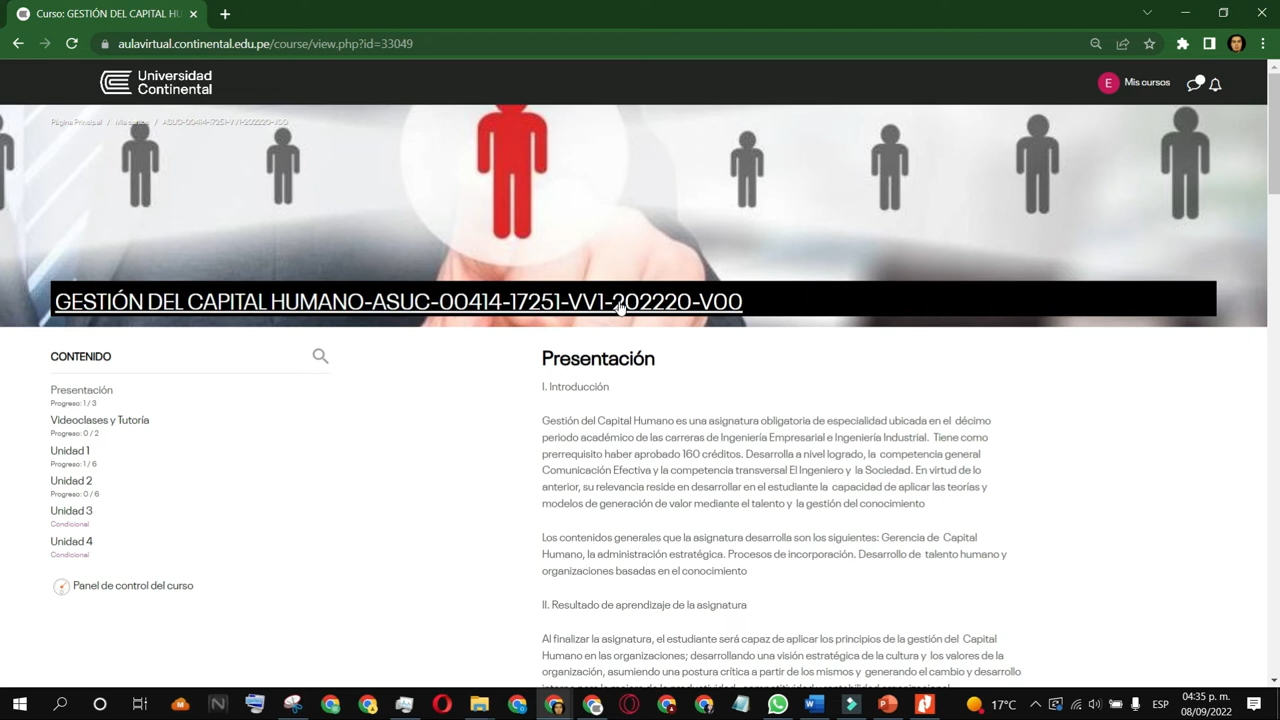 Curso: GESTIÓN DEL CAPITAL HU
aulavirtual.continental.edu.pe/course/view.php?id=33049
Universidad
Continental
E Mis cursos
Página Principal / Mis cursos / ASUC-00414-17251-VV1-202220-V00
GESTIÓN DEL CAPITAL HUMANO-ASUC-00414-17251-VV1-202220-V00
CONTENIDO
Presentación
Progreso: 1 / 3
Videoclases y Tutoría
Progreso: 0 / 2
Unidad 1
Progreso: 1 / 6
Unidad 2
Progreso: 0 / 6
Unidad 3
Condicional
Unidad 4
Condicional
Panel de control del curso
Presentación
I. Introducción
Gestión del Capital Humano es una asignatura obligatoria de especialidad ubicada en el décimo
periodo académico de las carreras de Ingeniería Empresarial e Ingeniería Industrial. Tiene como
prerrequisito haber aprobado 160 créditos. Desarrolla a nivel logrado, la competencia general
Comunicación Efectiva y la competencia transversal El Ingeniero y la Sociedad. En virtud de lo
anterior, su relevancia reside en desarrollar en el estudiante la capacidad de aplicar las teorías y
modelos de generación de valor mediante el talento y la gestión del conocimiento
Los contenidos generales que la asignatura desarrolla son los siguientes: Gerencia de Capital
Humano, la administración estratégica. Procesos de incorporación. Desarrollo de talento humano y
organizaciones basadas en el conocimiento
II. Resultado de aprendizaje de la asignatura
Al finalizar la asignatura, el estudiante será capaz de aplicar los principios de la gestión del Capital
Humano en las organizaciones; desarrollando una visión estratégica de la cultura y los valores de la
organización, asumiendo una postura crítica a partir de los mismos y generando el cambio y desarrollo
17°C
ESP
04:35 p. m.
08/09/2022